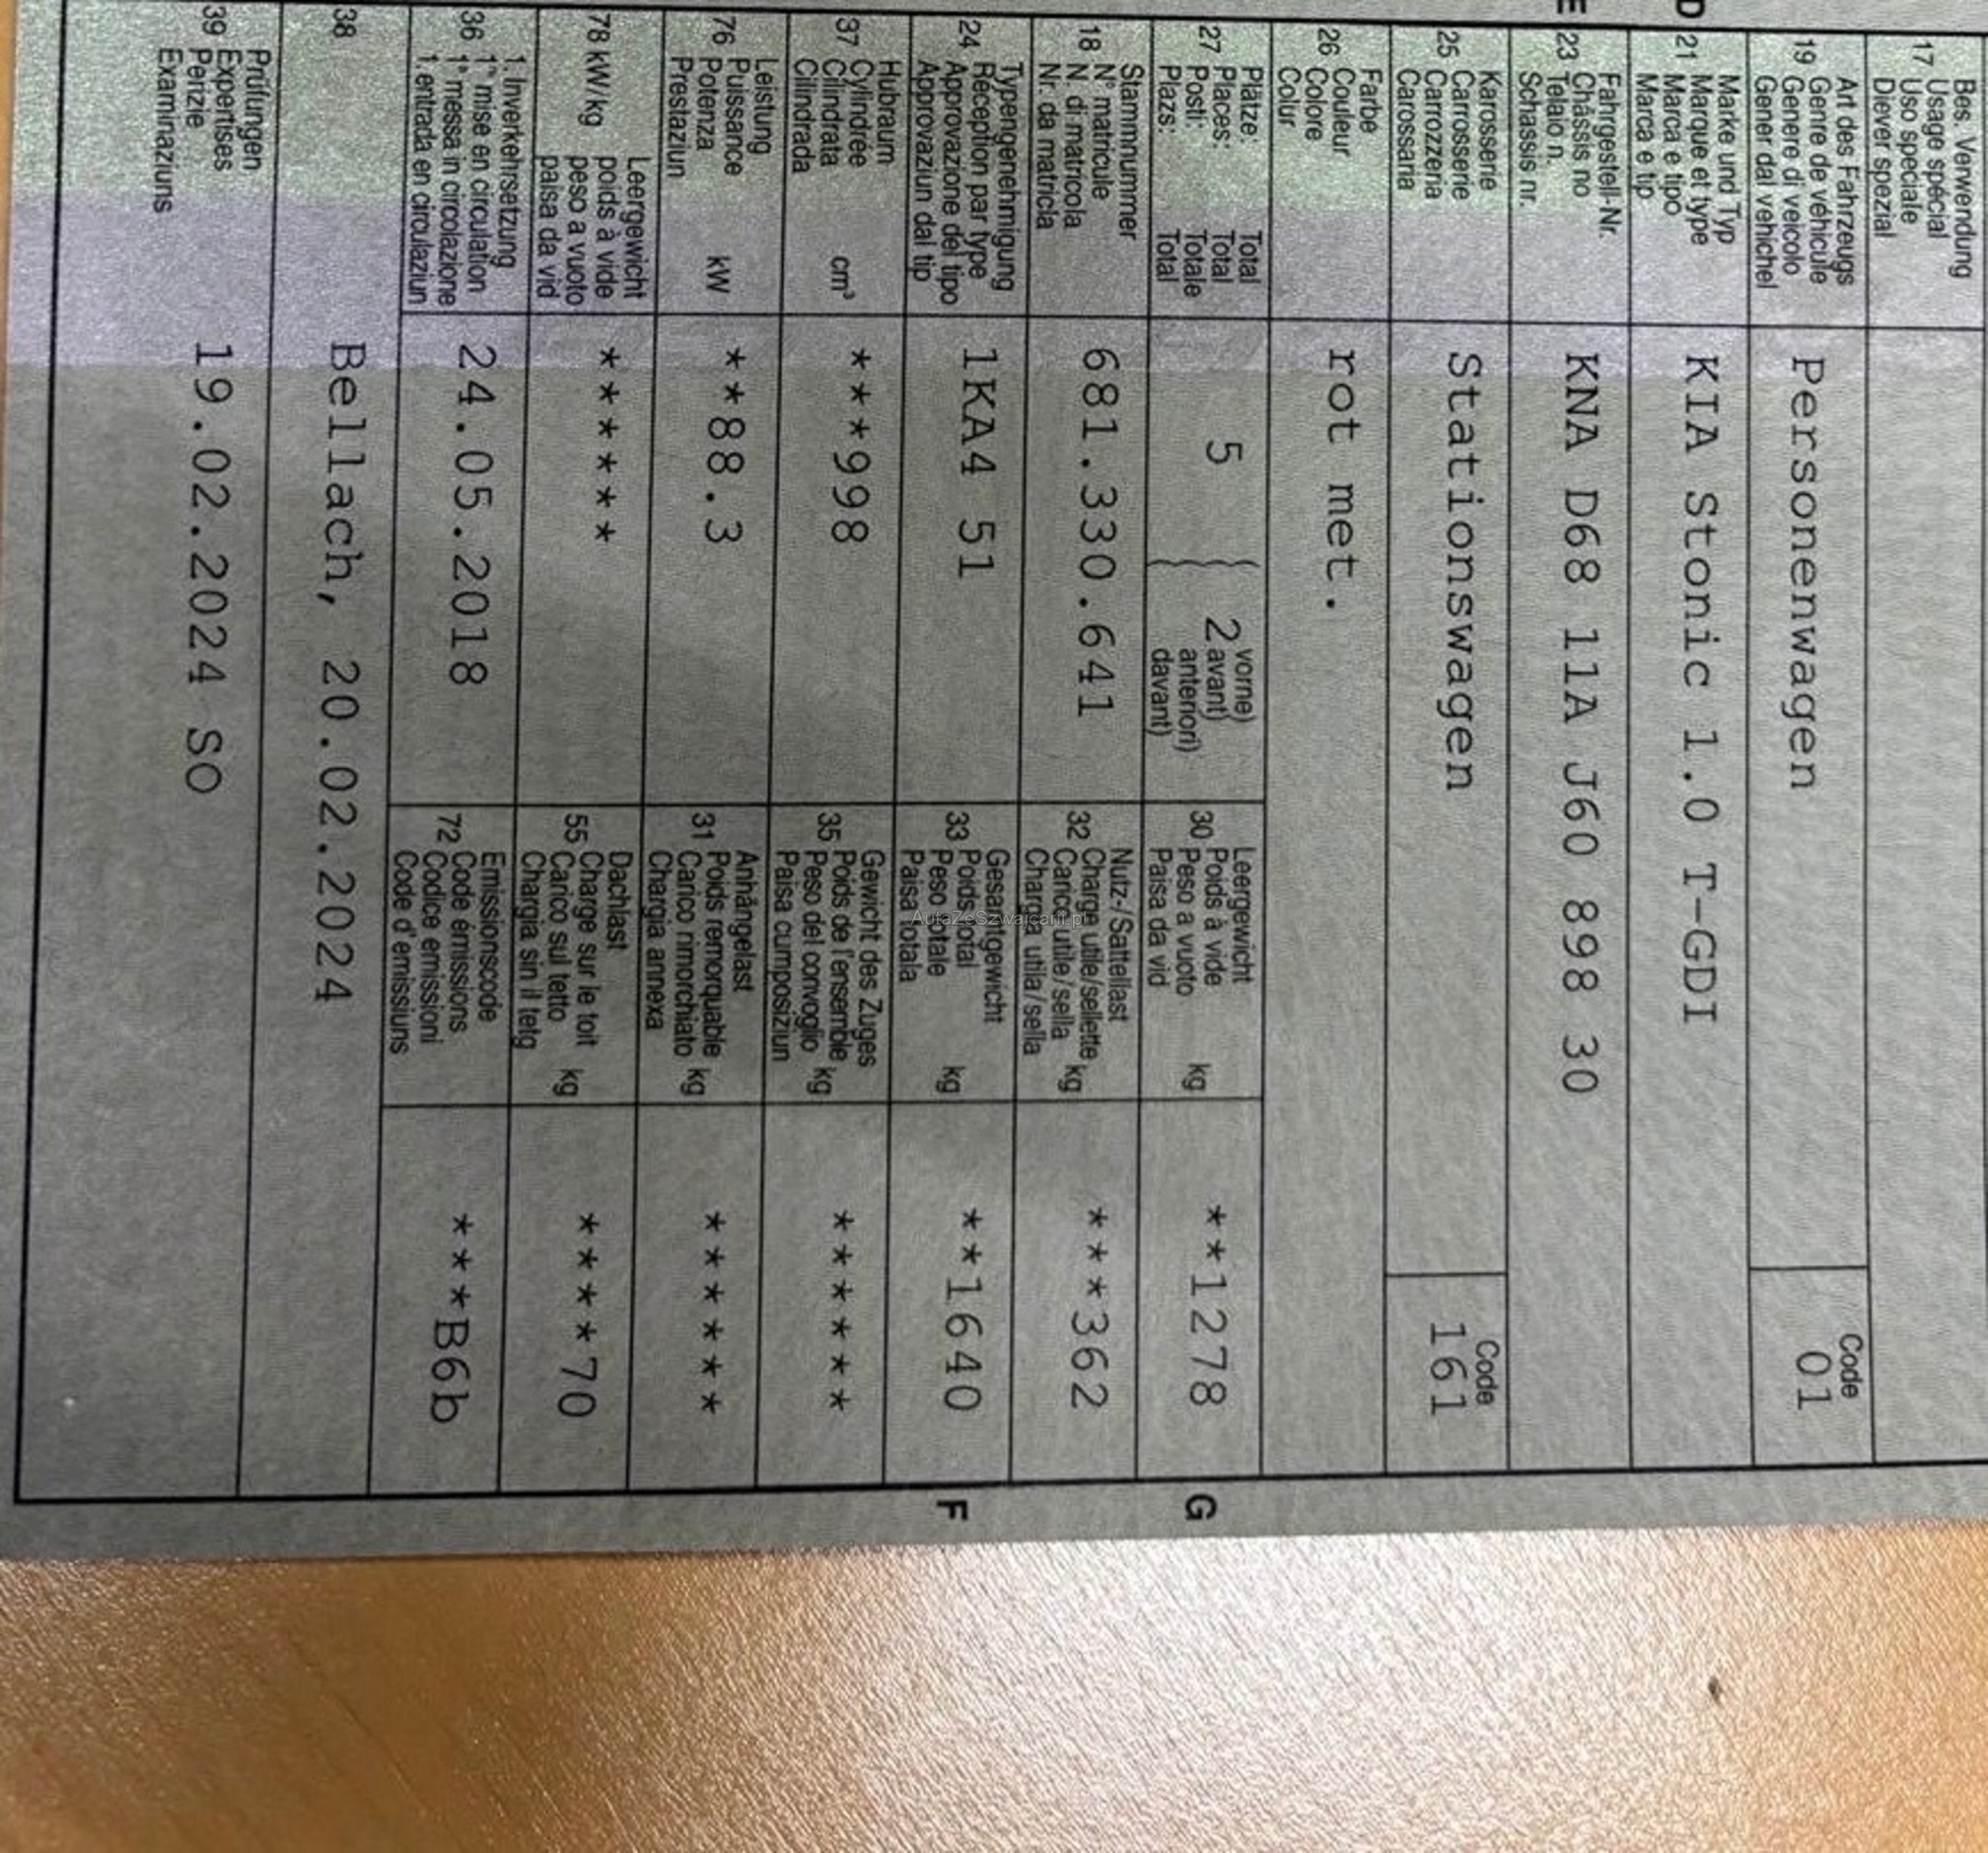 Bes. Verwendung
17 Usage spécial
Uso speciale
Diever spezial
Art des Fahrzeugs
19 Genre de véhicule
Genere di veicolo
Gener dal vehichel
Personenwagen
Code
01
D
Marke und Typ
21 Marque et type
Marca e tipo
Marca e tip
KIA Stonic 1.0 T-GDI
E
Fahrgestell-Nr.
23 Châssis no
Telaio n.
Schassis nr.
KNA D68 11A J60 898 30
Karosserie
25 Carrosserie
Carrozzeria
Carossaria
Stationswagen
Code
161
Farbe
26 Couleur
Colore
Colur
rot met.
Plätze: Total
27 Places: Total
Posti: Totale
Plazs: Total
5
2 vorne)
2 avant)
anteriori)
davant)
Leergewicht
30 Poids à vide
Peso a vuoto kg
Paisa da vid
**1278
G
Stammnummer
18 N° matricule
N. di matricola
Nr. da matricla
681.330.641
Nutz-/Sattellast
32 Charge utile/sellette
Carico utile/sella kg
Chargia utila/sella
***362
Typengenehmigung
24 Réception par type
Approvazione del tipo
Approvaziun dal tip
1KA4 51
Gesamtgewicht
33 Poids total
Peso totale kg
Paisa totala
**1640
F
Hubraum
37 Cylindrée
Cilindrata cm³
Cilindrada
***998
Gewicht des Zuges
35 Poids de l'ensemble
Peso del convoglio kg
Paisa cumposiziun
******
Leistung
76 Puissance
Potenza kW
Prestaziun
**88.3
Anhängelast
31 Poids remorquable
Carico rimorchiato kg
Chargia annexa
******
Leergewicht
78 kW/kg poids à vide
peso a vuoto
paisa da vid
******
Dachlast
55 Charge sur le toit
Carico sul tetto kg
Chargia sin il tetg
****70
1. Inverkehrsetzung
36 1re mise en circulation
1a messa in circolazione
1. entrada en circulaziun
24.05.2018
Emissionscode
72 Code émissions
Codice emissioni
Code d'emissiuns
***B6b
38
Bellach, 20.02.2024
Prüfungen
39 Expertises
Perizie
Examinaziuns
19.02.2024 SO
AutaZeSzwajcarii.pl